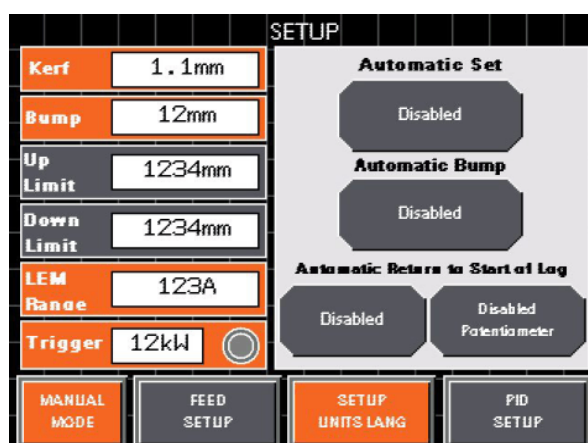 SETUP
Kerf 1.1mm
Bump 12mm
Up Limit 1234mm
Down Limit 1234mm
LEM Range 123A
Trigger 12kW
Automatic Set
Disabled
Automatic Bump
Disabled
Automatic Return to Start of Log
Disabled
Disabled
Potentiometer
MANUAL
MODE
FEED
SETUP
SETUP
UNITS LANG
PID
SETUP